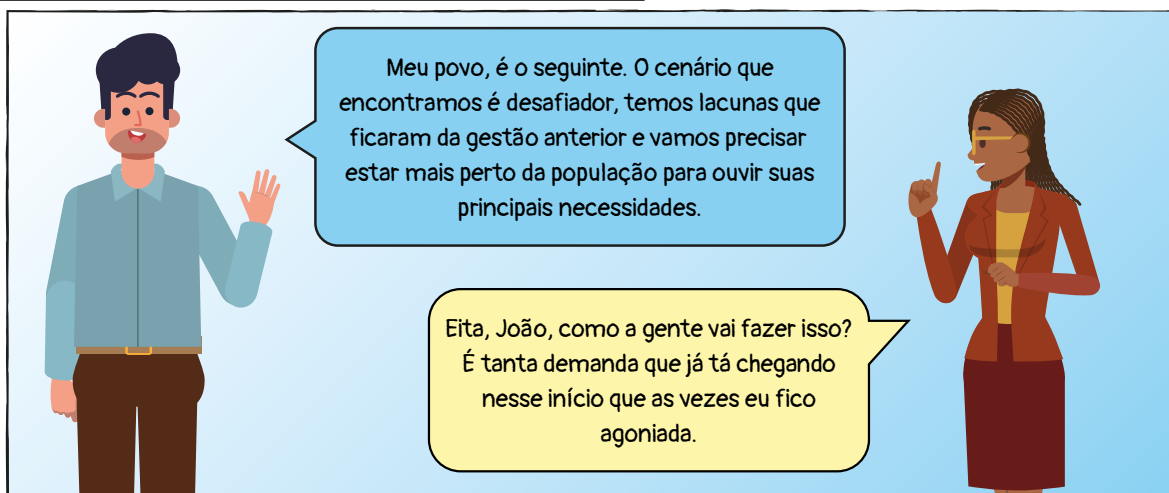 Meu povo, é o seguinte. O cenário que
encontramos é desafiador, temos lacunas que
ficaram da gestão anterior e vamos precisar
estar mais perto da população para ouvir suas
principais necessidades.
Eita, João, como a gente vai fazer isso?
É tanta demanda que já tá chegando
nesse início que as vezes eu fico
agoniada.